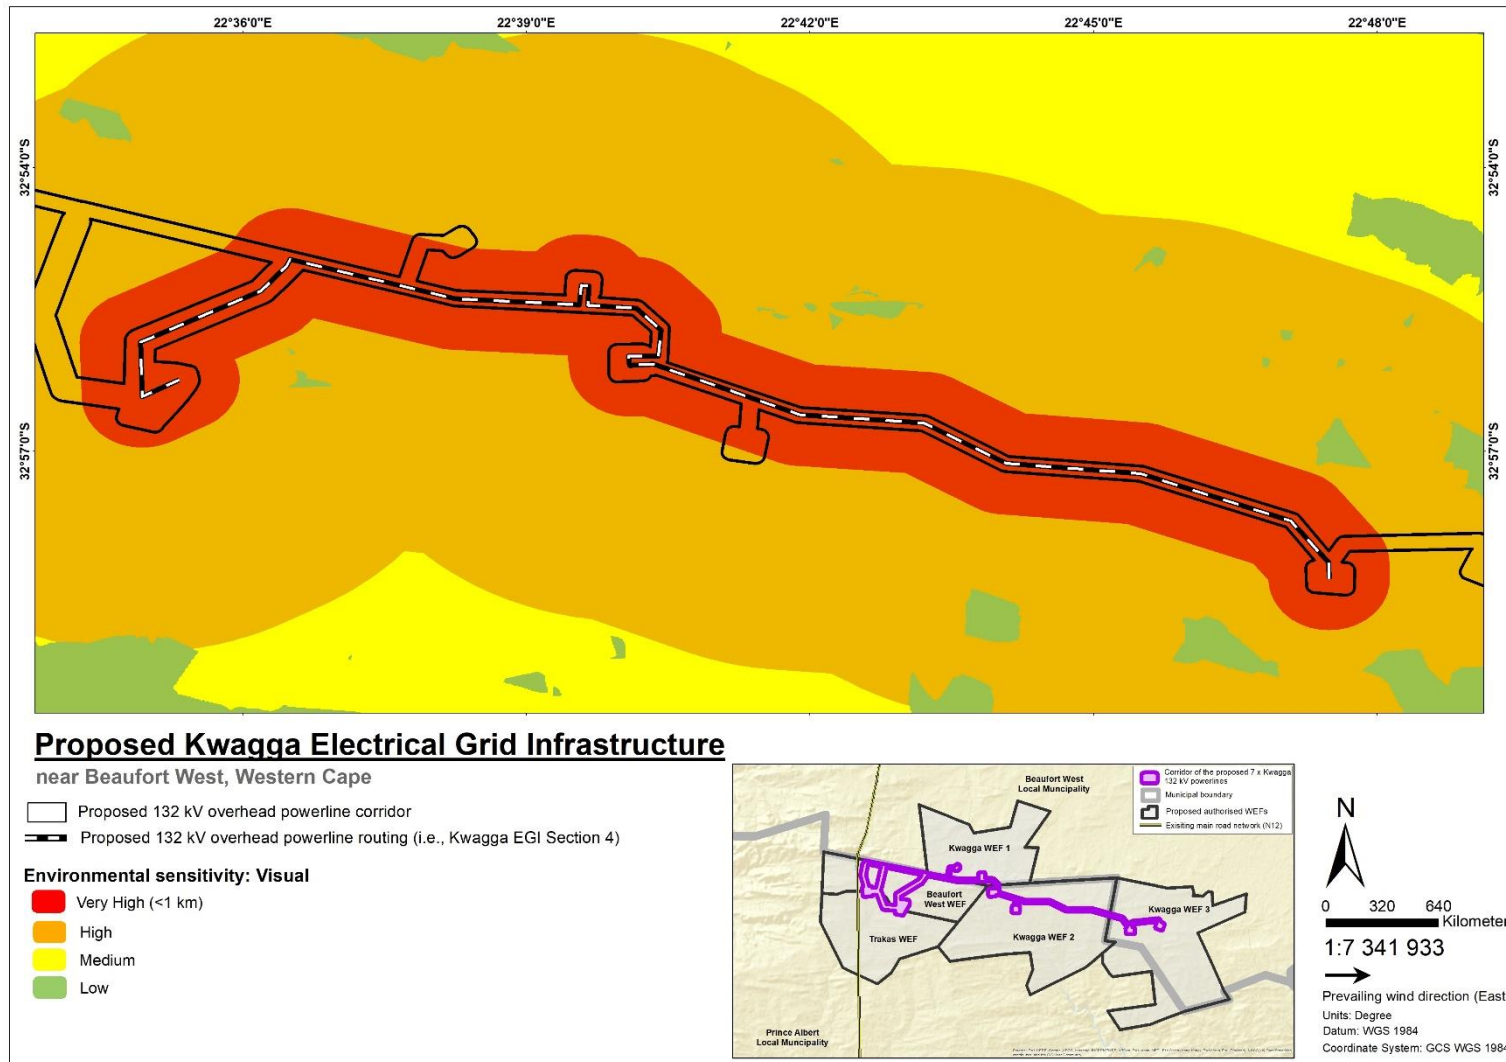 22°36'0"E
22°39'0"E
22°42'0"E
22°45'0"E
22°48'0"E
32°54'0"S
32°54'0"S
32°57'0"S
32°57'0"S
Proposed Kwagga Electrical Grid Infrastructure
near Beaufort West, Western Cape
Proposed 132 kV overhead powerline corridor
Proposed 132 kV overhead powerline routing (i.e., Kwagga EGI Section 4)
Environmental sensitivity: Visual
Very High (<1 km)
High
Medium
Low
Beaufort West
Local Muncipality
Corridor of the proposed 7 x Kwagga
132 kV powerlines
Municipal boundary
Proposed authorised WEFs
Exisiting main road network (N12)
Kwagga WEF 1
Beaufort
West WEF
Kwagga WEF 3
Trakas WEF
Kwagga WEF 2
Prince Albert
Local Municipality
N
0 320 640
Kilometer
1:7 341 933
Prevailing wind direction (East
Units: Degree
Datum: WGS 1984
Coordinate System: GCS WGS 1984